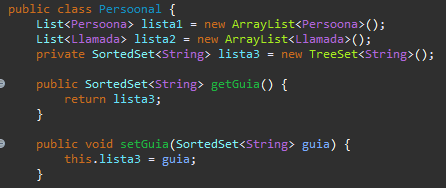 public class Persoonal {
List<Persoona> lista1 = new ArrayList<Persoona>();
List<Llamada> lista2 = new ArrayList<Llamada>();
private SortedSet<String> lista3 = new TreeSet<String>();
public SortedSet<String> getGuia() {
return lista3;
}
public void setGuia(SortedSet<String> guia) {
this.lista3 = guia;
}